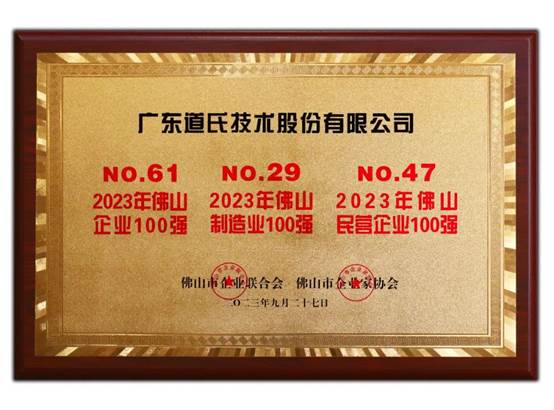 广东道氏技术股份有限公司
NO.61 NO.29 NO.47
2023年佛山 2023年佛山 2023年佛山
企业100强 制造业100强 民营企业100强
佛山市企业联合会 佛山市企业家协会
二〇二三年九月二十七日